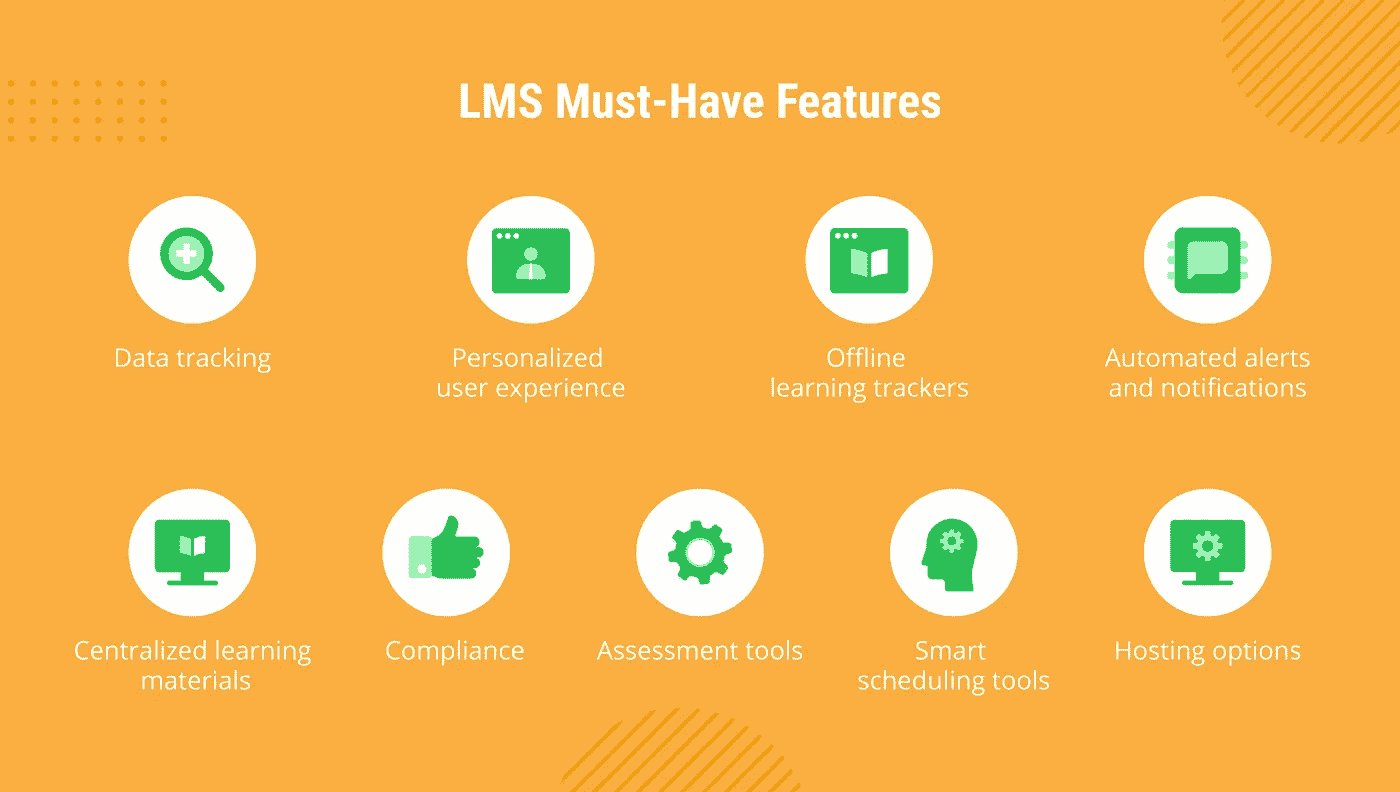 LMS Must-Have Features
Data tracking
Personalized
user experience
Offline
learning trackers
Automated alerts
and notifications
Centralized learning
materials
Compliance
Assessment tools
Smart
scheduling tools
Hosting options